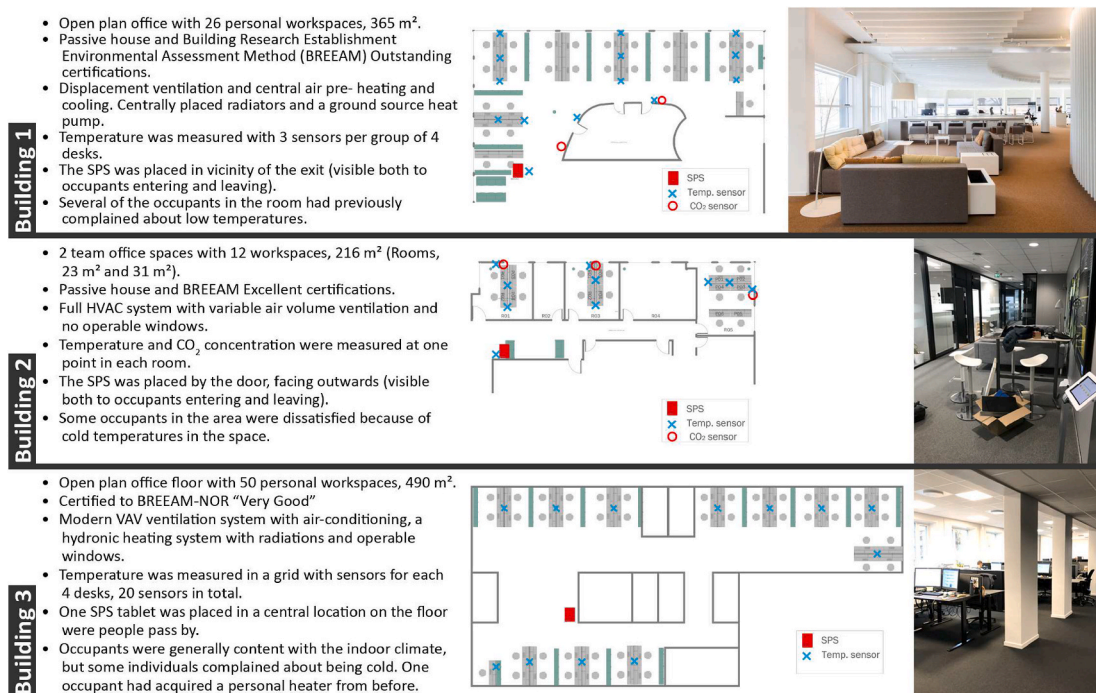 Building 1
• Open plan office with 26 personal workspaces, 365 m².
• Passive house and Building Research Establishment
Environmental Assessment Method (BREEAM) Outstanding
certifications.
• Displacement ventilation and central air pre- heating and
cooling. Centrally placed radiators and a ground source heat
pump.
• Temperature was measured with 3 sensors per group of 4
desks.
• The SPS was placed in vicinity of the exit (visible both to
occupants entering and leaving).
• Several of the occupants in the room had previously
complained about low temperatures.
SPS
Temp. sensor
CO₂ sensor
Building 2
• 2 team office spaces with 12 workspaces, 216 m² (Rooms,
23 m² and 31 m²).
• Passive house and BREEAM Excellent certifications.
• Full HVAC system with variable air volume ventilation and
no operable windows.
• Temperature and CO₂ concentration were measured at one
point in each room.
• The SPS was placed by the door, facing outwards (visible
both to occupants entering and leaving).
• Some occupants in the area were dissatisfied because of
cold temperatures in the space.
R01 R02 R03 R04
R05
SPS
Temp. sensor
CO₂ sensor
Building 3
• Open plan office floor with 50 personal workspaces, 490 m².
• Certified to BREEAM-NOR “Very Good”
• Modern VAV ventilation system with air-conditioning, a
hydronic heating system with radiations and operable
windows.
• Temperature was measured in a grid with sensors for each
4 desks, 20 sensors in total.
• One SPS tablet was placed in a central location on the floor
were people pass by.
• Occupants were generally content with the indoor climate,
but some individuals complained about being cold. One
occupant had acquired a personal heater from before.
SPS
Temp. sensor